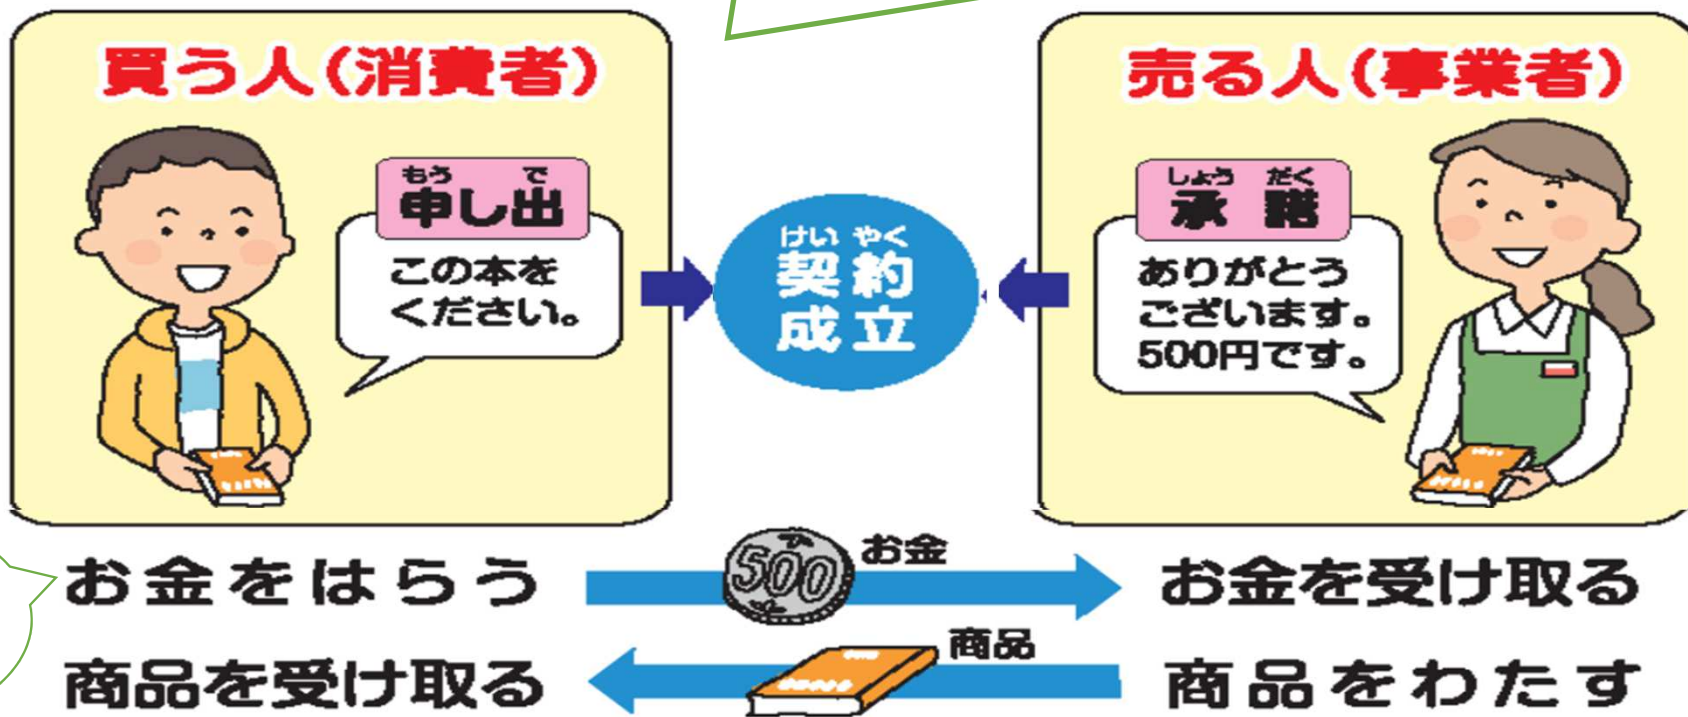 買う人(消費者)
売る人(事業者)
もう で
申し出
この本を
ください。
けい やく
契約
成立
しょう だく
承諾
ありがとう
ございます。
500円です。
お金をはらう
500
お金
お金を受け取る
商品を受け取る
商品
商品をわたす